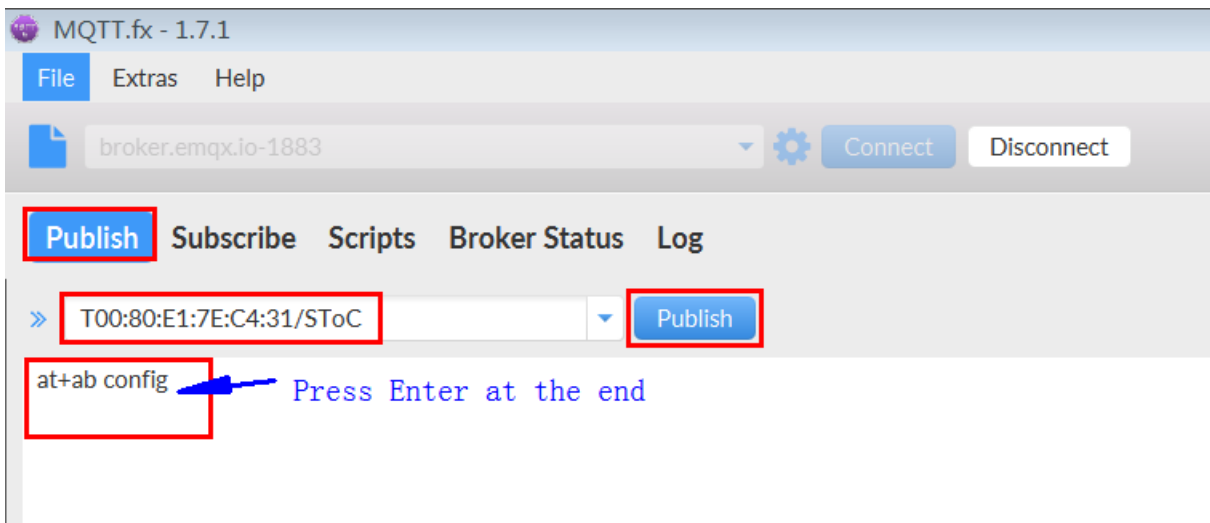 MQTT.fx - 1.7.1
File Extras Help
broker.emqx.io-1883 Connect Disconnect
Publish Subscribe Scripts Broker Status Log
» T00:80:E1:7E:C4:31/SToC Publish
at+ab config Press Enter at the end